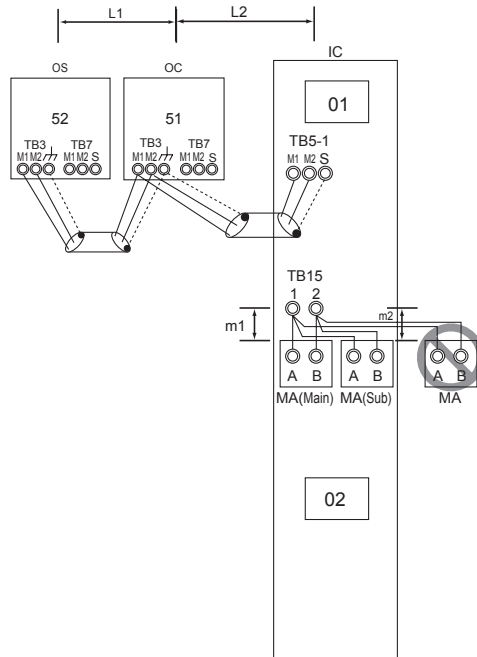 L1 L2
OS OC IC
52 51 01
TB3 TB7 TB3 TB7 TB5-1
M1 M2 M1 M2 S M1 M2 M1 M2 S M1 M2 S
TB15
1 2
m1 m2
A B A B A B
MA(Main) MA(Sub) MA
02